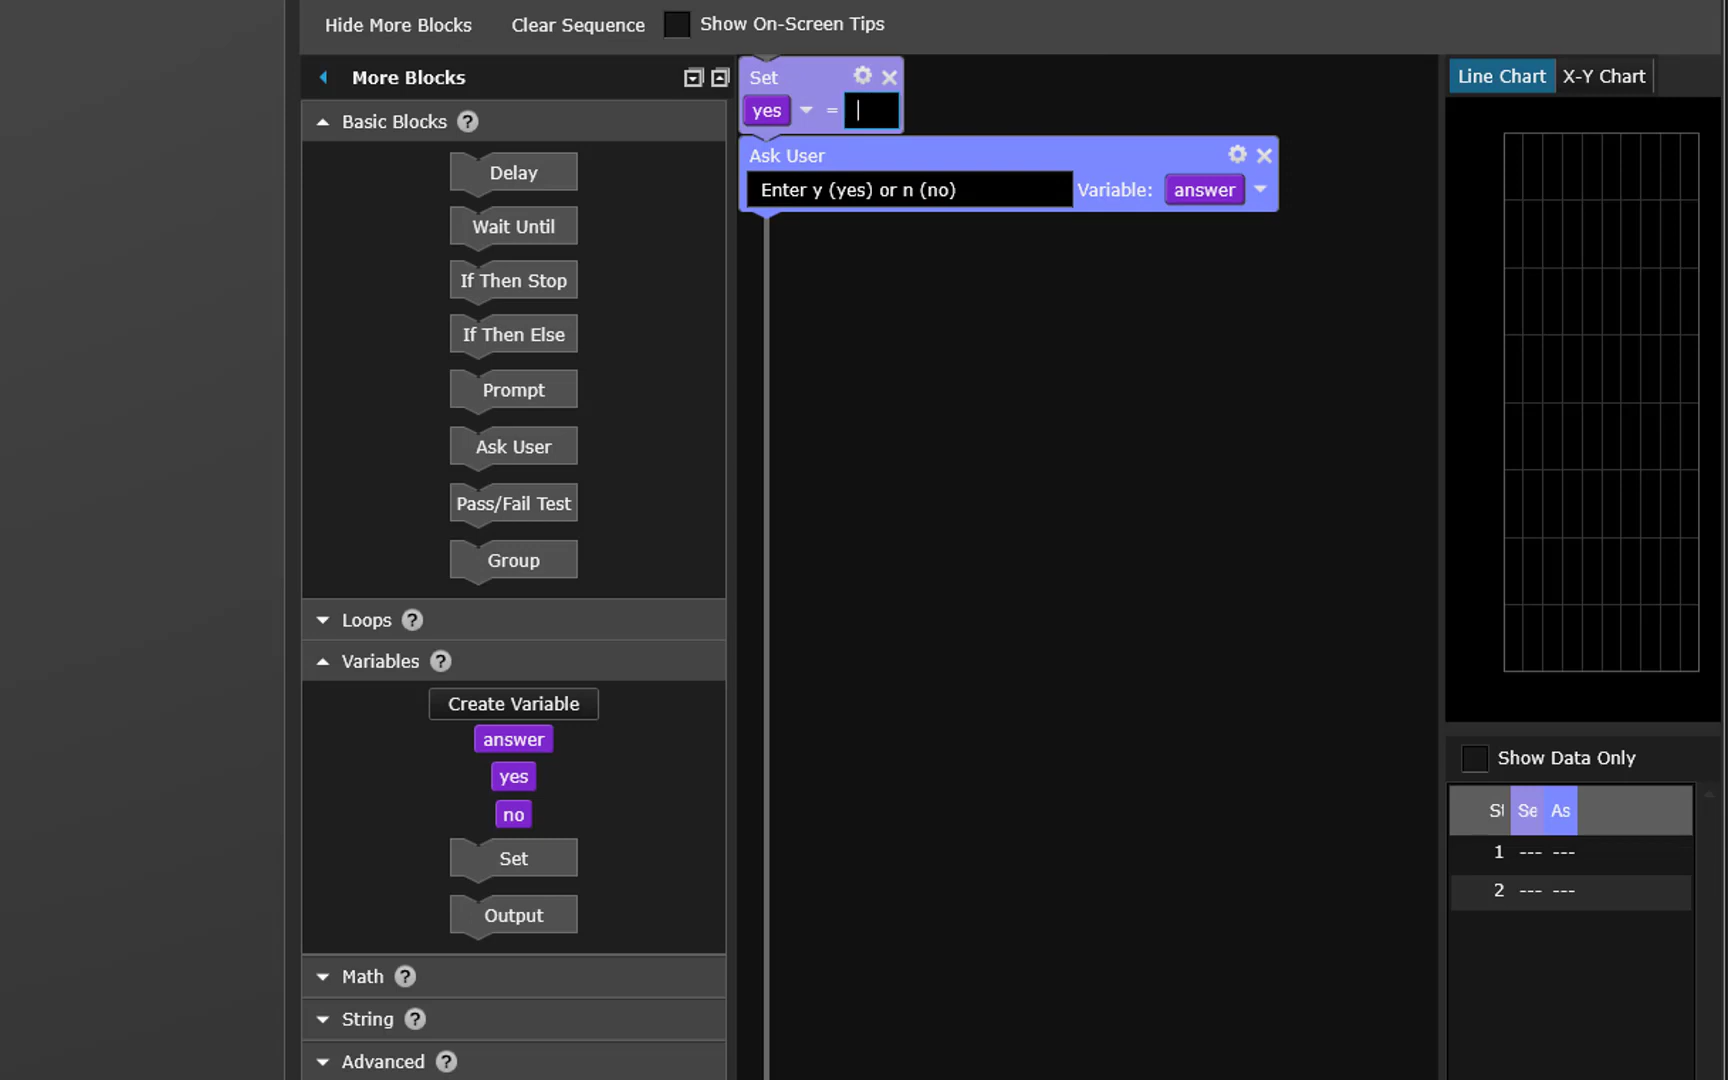 Hide More Blocks Clear Sequence Show On-Screen Tips
More Blocks
Basic Blocks ?
Delay
Wait Until
If Then Stop
If Then Else
Prompt
Ask User
Pass/Fail Test
Group
Loops ?
Variables ?
Create Variable
answer
yes
no
Set
Output
Math ?
String ?
Advanced ?
Set
yes =
Ask User
Enter y (yes) or n (no) Variable: answer
Line Chart X-Y Chart
Show Data Only
St Se As
1 --- ---
2 --- ---